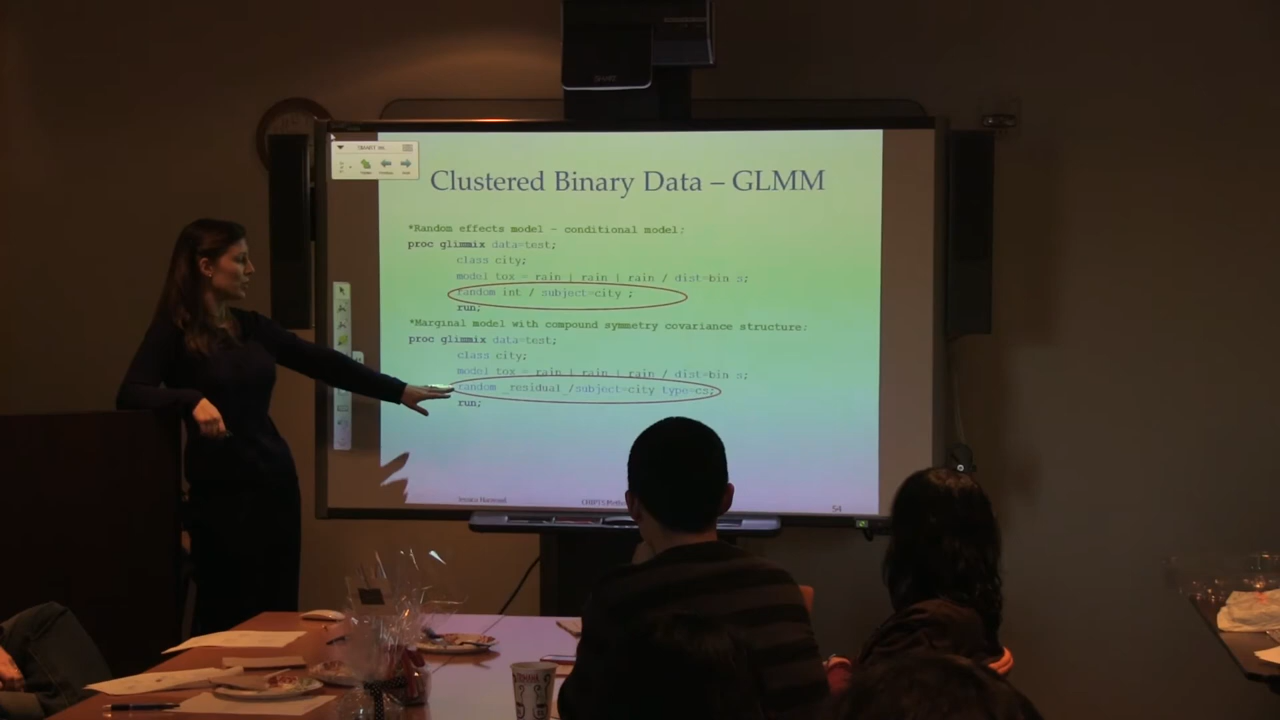 SMART
Clustered Binary Data – GLMM
*Random effects model - conditional model;
proc glimmix data=test;
class city;
model tox = rain | rain | rain / dist=bin s;
random int / subject=city ;
run;
*Marginal model with compound symmetry covariance structure;
proc glimmix data=test;
class city;
model tox = rain | rain | rain / dist=bin s;
random _residual_/subject=city type=cs;
run;
54